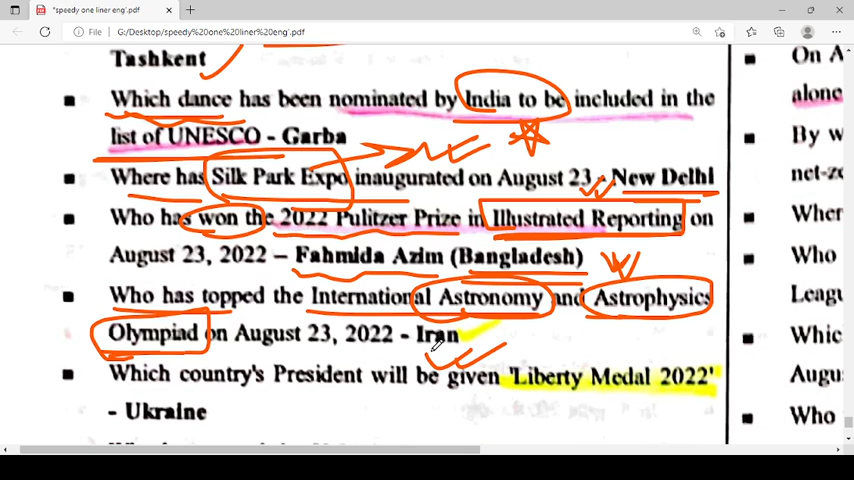 *speedy one liner eng'.pdf
File | G:/Desktop/speedy%20one%20liner%20eng'.pdf
Tashkent
■ Which dance has been nominated by India to be included in the
list of UNESCO - Garba
■ Where has Silk Park Expo inaugurated on August 23 - New Delhi
■ Who has won the 2022 Pulitzer Prize in Illustrated Reporting on
August 23, 2022 – Fahmida Azim (Bangladesh)
■ Who has topped the International Astronomy and Astrophysics
Olympiad on August 23, 2022 - Iran
■ Which country's President will be given 'Liberty Medal 2022'
- Ukraine
■ On A
alone
■ By w
net-ze
■ Wher
■ Who
Leagu
■ Whic
Augu
■ Who